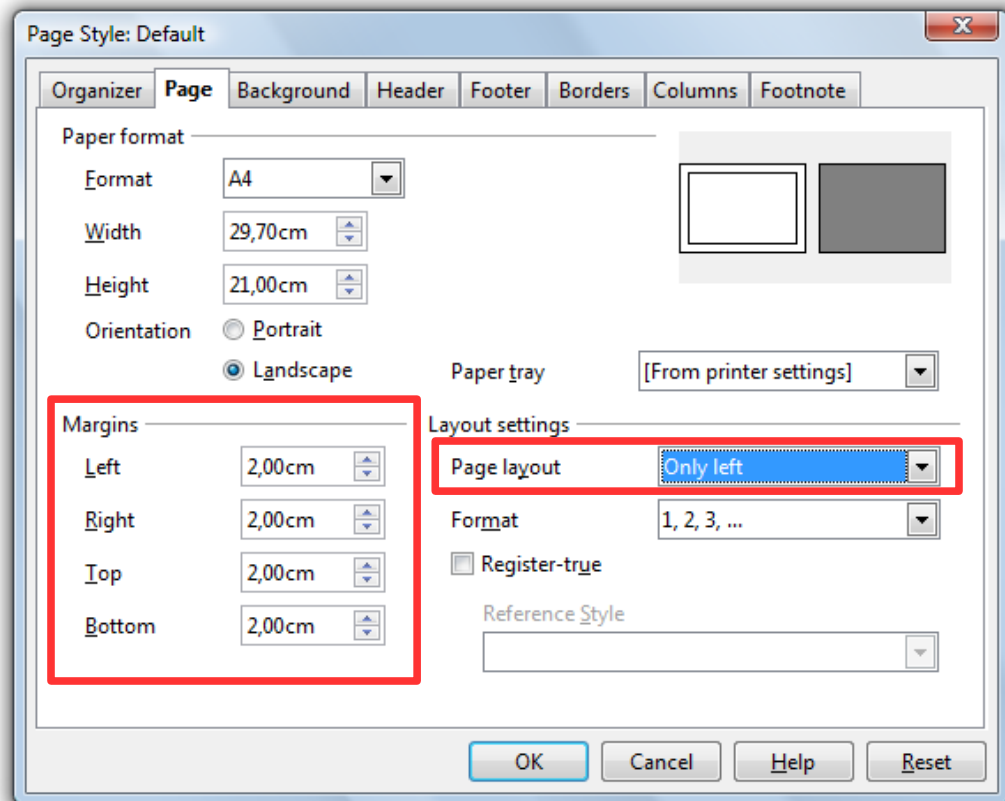 Page Style: Default
Organizer Page Background Header Footer Borders Columns Footnote
Paper format
Format A4
Width 29,70cm
Height 21,00cm
Orientation Portrait
Landscape Paper tray [From printer settings]
Margins Layout settings
Left 2,00cm Page layout Only left
Right 2,00cm Format 1, 2, 3, ...
Top 2,00cm Register-true
Bottom 2,00cm Reference Style
OK Cancel Help Reset